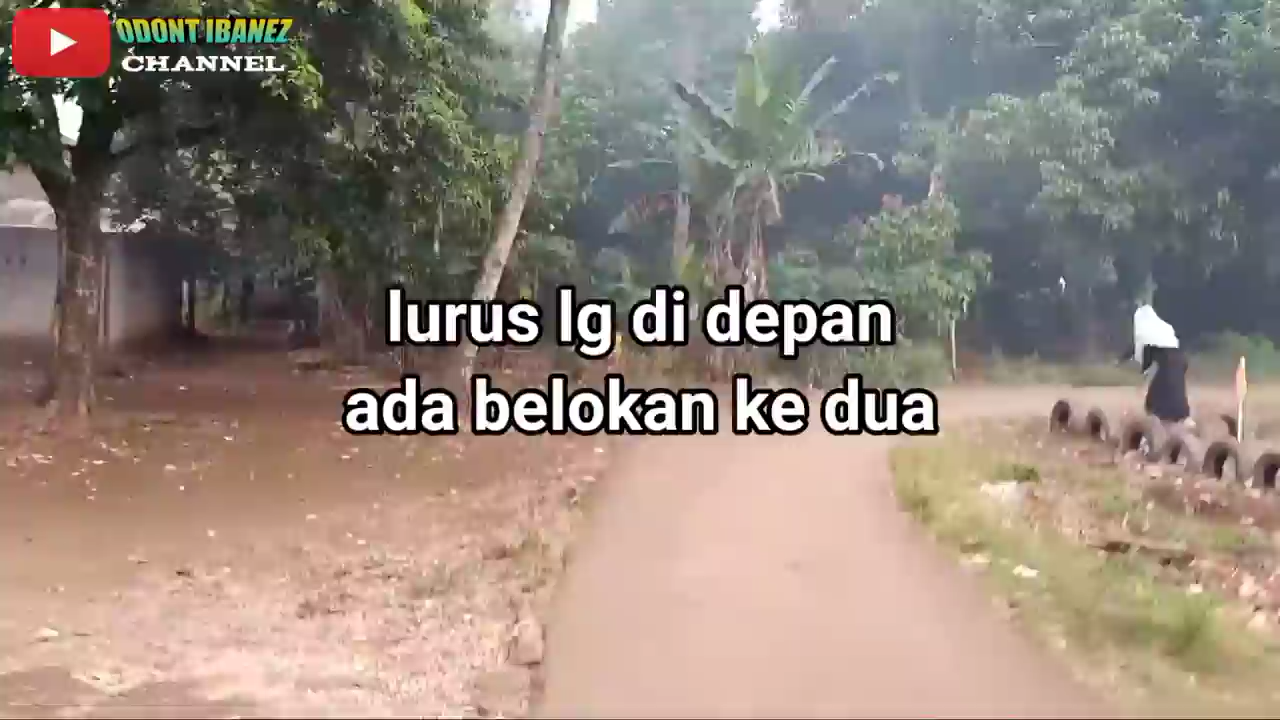 ODONT IBANEZ
CHANNEL
lurus lg di depan
ada belokan ke dua